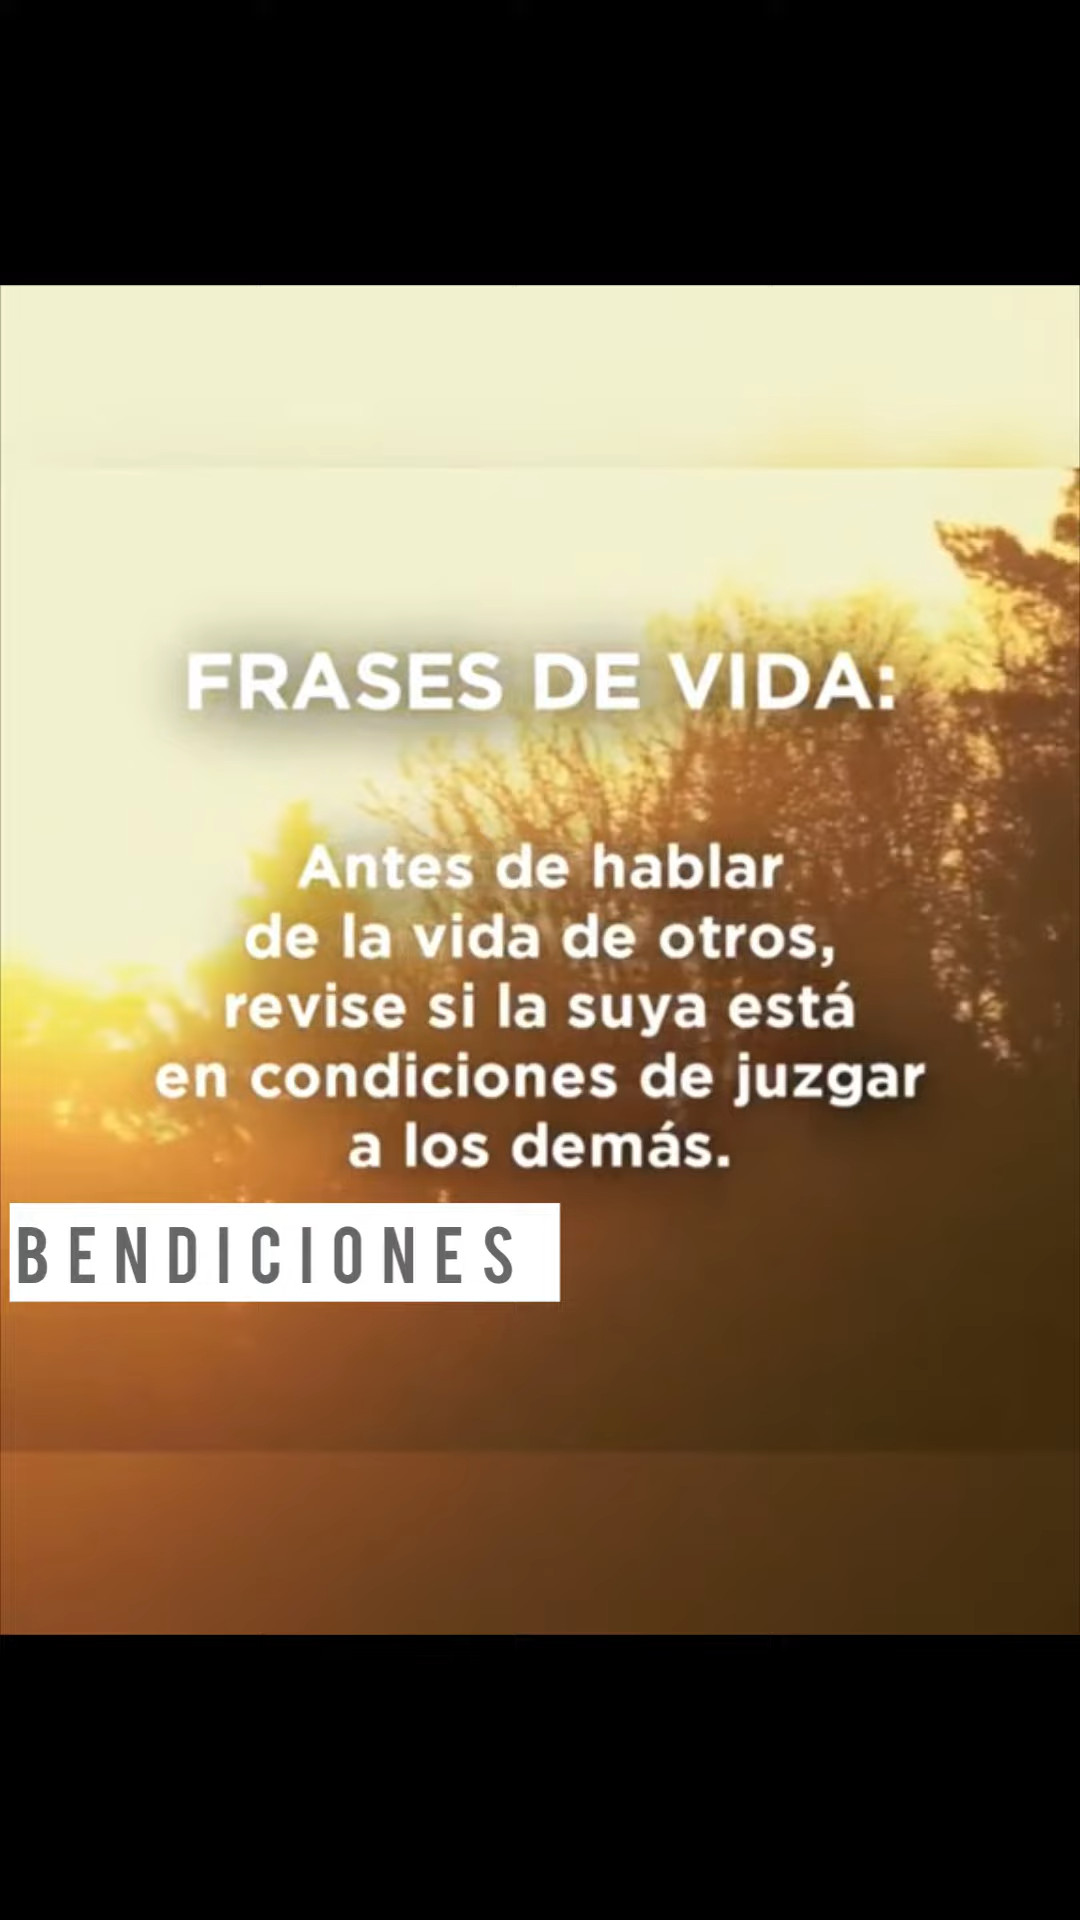 FRASES DE VIDA:
Antes de hablar
de la vida de otros,
revise si la suya está
en condiciones de juzgar
a los demás.
BENDICIONES